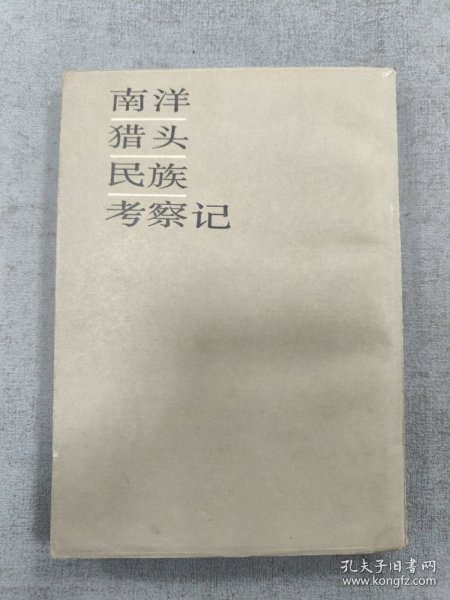 南洋
猎头
民族
考察记
孔夫子旧书网
www.kongfz.com